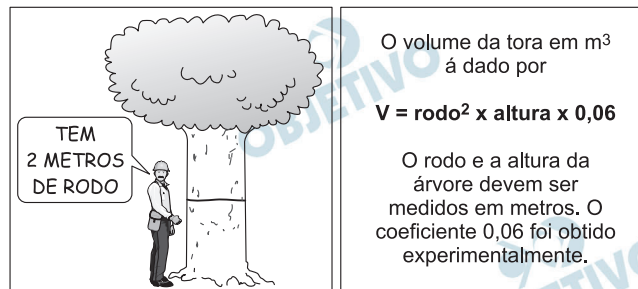 TEM
2 METROS
DE RODO
O volume da tora em m³
á dado por
V = rodo² x altura x 0,06
O rodo e a altura da
árvore devem ser
medidos em metros. O
coeficiente 0,06 foi obtido
experimentalmente.
OBJETIVO
OBJETIVO